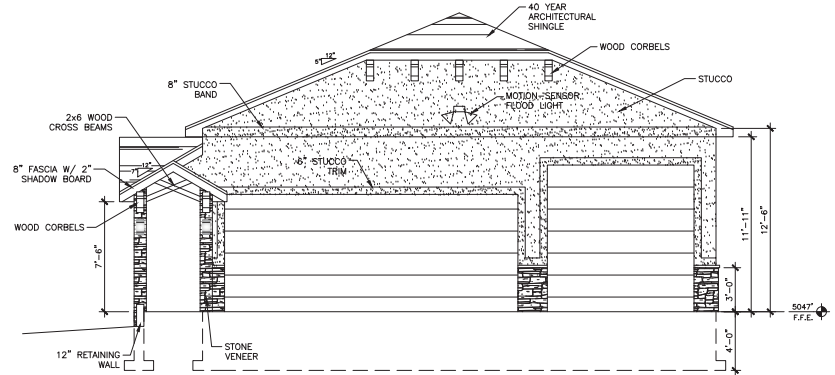 40 YEAR
ARCHITECTURAL
SHINGLE
WOOD CORBELS
12"
5"
8" STUCCO
BAND
STUCCO
MOTION-SENSOR
FLOOD LIGHT
2x6 WOOD
CROSS BEAMS
12"
7"
8" FASCIA W/ 2"
SHADOW BOARD
6" STUCCO
TRIM
WOOD CORBELS
7'-6"
11'-11"
12'-6"
3'-0"
5047'
F.F.E.
4'-0"
12" RETAINING
WALL
STONE
VENEER